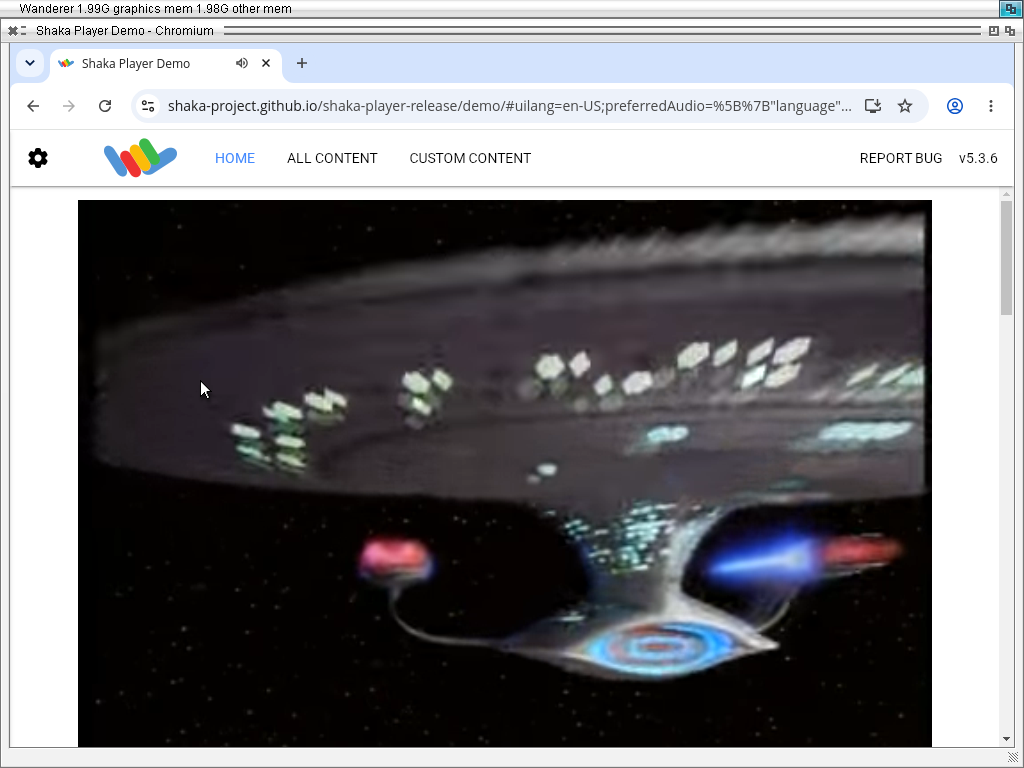 Wanderer 1.99G graphics mem 1.98G other mem
Shaka Player Demo - Chromium
Shaka Player Demo
shaka-project.github.io/shaka-player-release/demo/#uilang=en-US;preferredAudio=%5B%7B"language"...
HOME ALL CONTENT CUSTOM CONTENT REPORT BUG v5.3.6